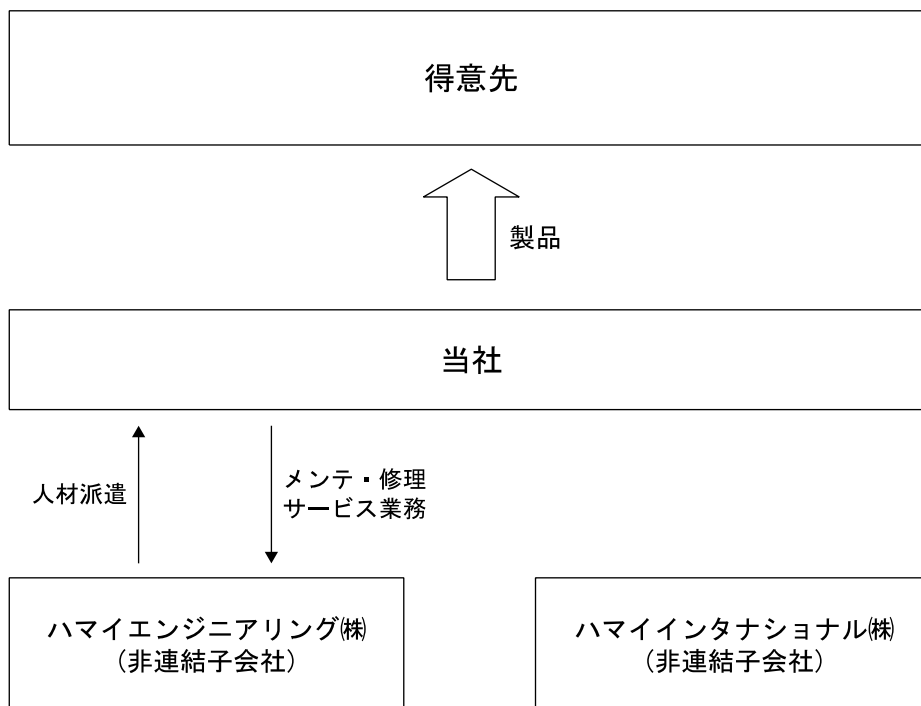 得意先
製品
当社
人材派遣
メンテ・修理
サービス業務
ハマイエンジニアリング㈱
（非連結子会社）
ハマイインタナショナル㈱
（非連結子会社）